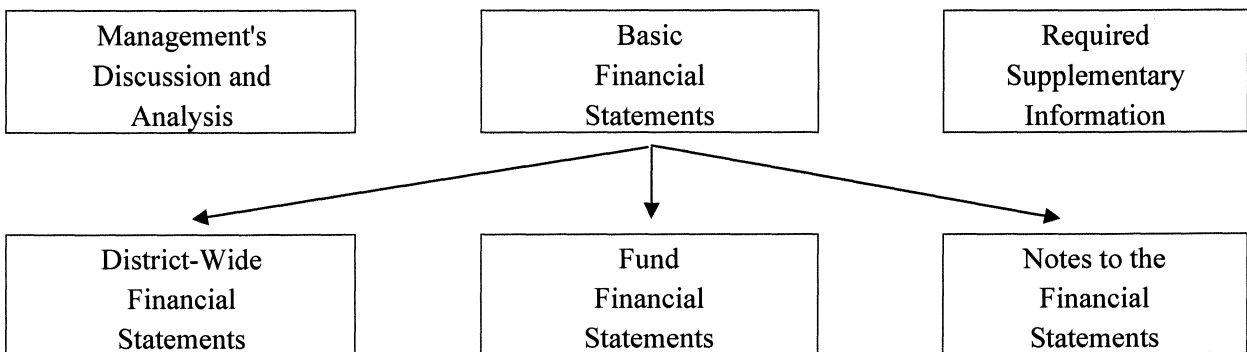 Management's
Discussion and
Analysis
Basic
Financial
Statements
Required
Supplementary
Information
District-Wide
Financial
Statements
Fund
Financial
Statements
Notes to the
Financial
Statements